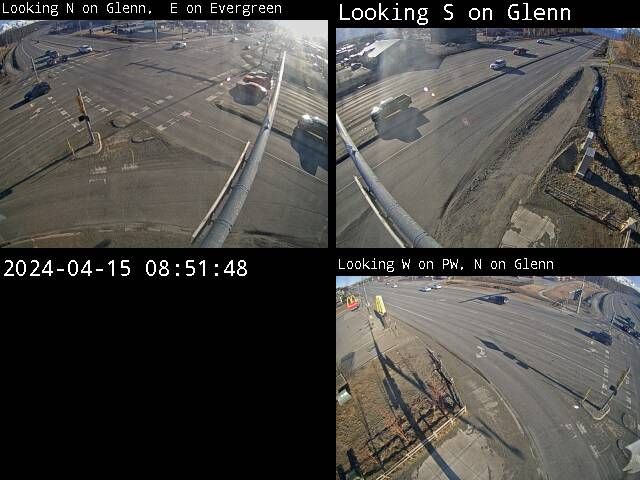 Looking N on Glenn,  E on Evergreen
Looking S on Glenn
2024-04-15 08:51:48
Looking W on PW, N on Glenn